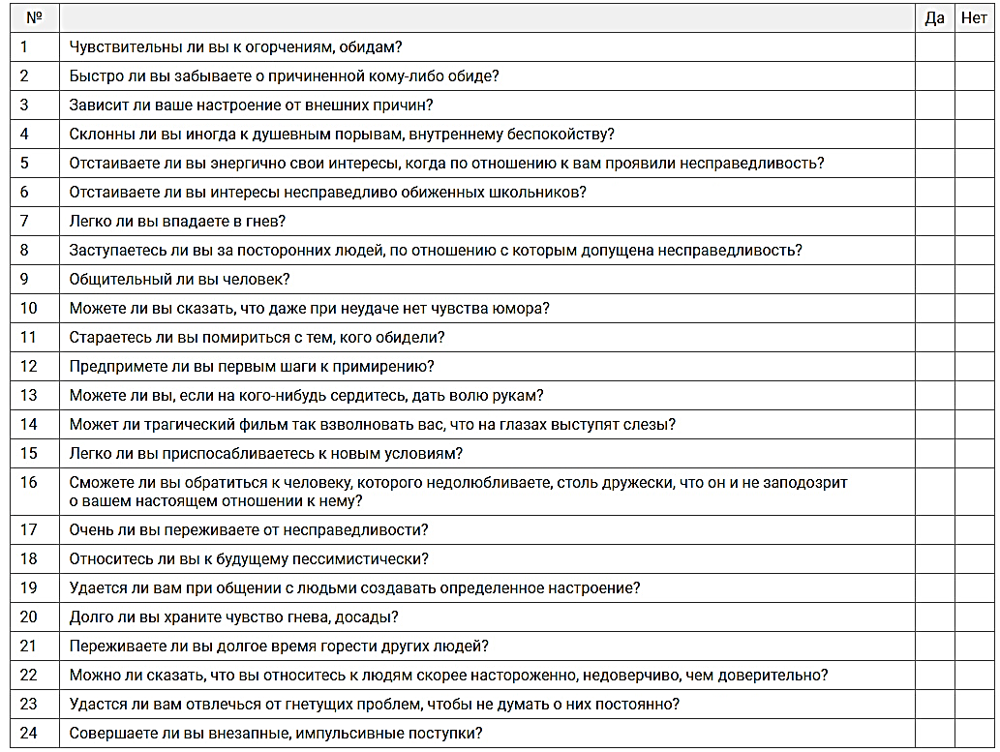 № Да Нет
1 Чувствительны ли вы к огорчениям, обидам?
2 Быстро ли вы забываете о причиненной кому-либо обиде?
3 Зависит ли ваше настроение от внешних причин?
4 Склонны ли вы иногда к душевным порывам, внутреннему беспокойству?
5 Отстаиваете ли вы энергично свои интересы, когда по отношению к вам проявили несправедливость?
6 Отстаиваете ли вы интересы несправедливо обиженных школьников?
7 Легко ли вы впадаете в гнев?
8 Заступаетесь ли вы за посторонних людей, по отношению с которым допущена несправедливость?
9 Общительный ли вы человек?
10 Можете ли вы сказать, что даже при неудаче нет чувства юмора?
11 Стараетесь ли вы помириться с тем, кого обидели?
12 Предпримете ли вы первым шаги к примирению?
13 Можете ли вы, если на кого-нибудь сердитесь, дать волю рукам?
14 Может ли трагический фильм так взволновать вас, что на глазах выступят слезы?
15 Легко ли вы приспосабливаетесь к новым условиям?
16 Сможете ли вы обратиться к человеку, которого недолюбливаете, столь дружески, что он и не заподозрит
о вашем настоящем отношении к нему?
17 Очень ли вы переживаете от несправедливости?
18 Относитесь ли вы к будущему пессимистически?
19 Удается ли вам при общении с людьми создавать определенное настроение?
20 Долго ли вы храните чувство гнева, досады?
21 Переживаете ли вы долгое время горести других людей?
22 Можно ли сказать, что вы относитесь к людям скорее настороженно, недоверчиво, чем доверительно?
23 Удастся ли вам отвлечься от гнетущих проблем, чтобы не думать о них постоянно?
24 Совершаете ли вы внезапные, импульсивные поступки?